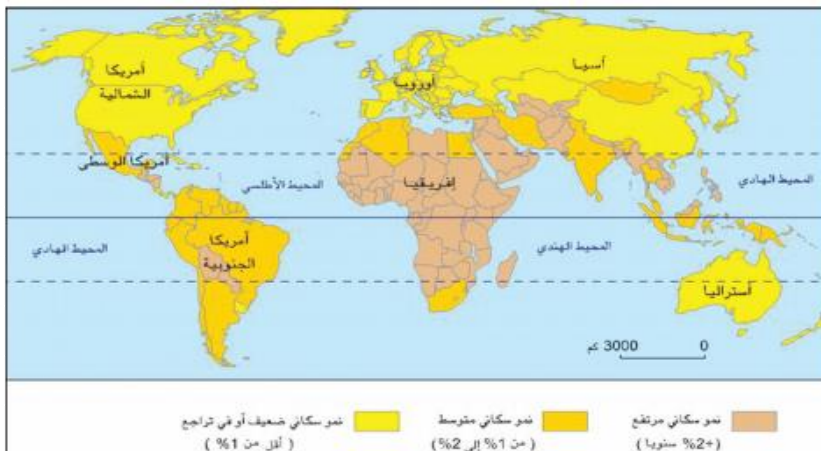 أمريكا
الشمالية
أوروبا
آسيا
أمريكا الوسطى
المحيط الأطلسي
إفريقيا
المحيط الهادي
المحيط الهادي
أمريكا
الجنوبية
المحيط الهندي
أستراليا
3000 كم
0
نمو سكاني مرتفع
(+2% سنويا)
نمو سكاني متوسط
(من 1% إلى 2%)
نمو سكاني ضعيف أو في تراجع
(أقل من 1%)